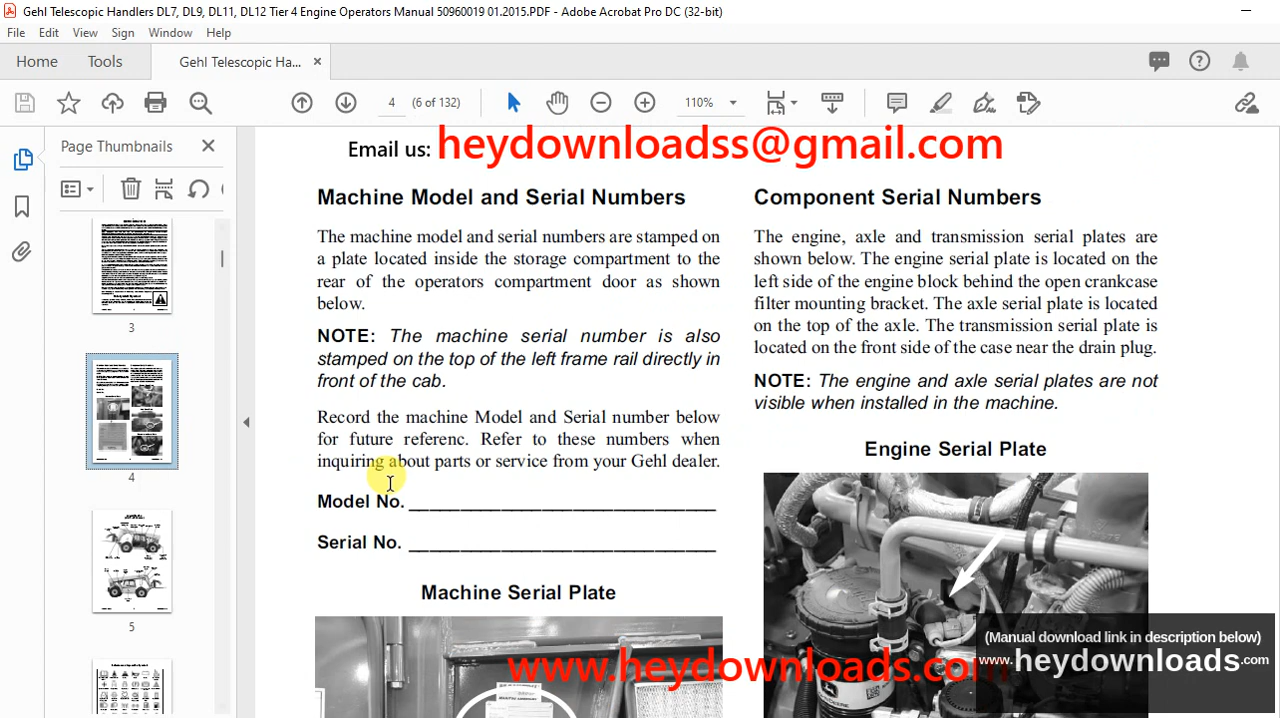 Gehl Telescopic Handlers DL7, DL9, DL11, DL12 Tier 4 Engine Operators Manual 50960019 01.2015.PDF - Adobe Acrobat Pro DC (32-bit)
File Edit View Sign Window Help
Home Tools Gehl Telescopic Ha... ×
4 (6 of 132) 110%
Page Thumbnails
3
4
5
Email us: heydownloadss@gmail.com
Machine Model and Serial Numbers
The machine model and serial numbers are stamped on
a plate located inside the storage compartment to the
rear of the operators compartment door as shown
below.
NOTE: The machine serial number is also
stamped on the top of the left frame rail directly in
front of the cab.
Record the machine Model and Serial number below
for future referenc. Refer to these numbers when
inquiring about parts or service from your Gehl dealer.
Model No. ______________________________
Serial No. ______________________________
Machine Serial Plate
Component Serial Numbers
The engine, axle and transmission serial plates are
shown below. The engine serial plate is located on the
left side of the engine block behind the open crankcase
filter mounting bracket. The axle serial plate is located
on the top of the axle. The transmission serial plate is
located on the front side of the case near the drain plug.
NOTE: The engine and axle serial plates are not
visible when installed in the machine.
Engine Serial Plate
www.heydownloads.com
(Manual download link in description below)
www.heydownloads.com